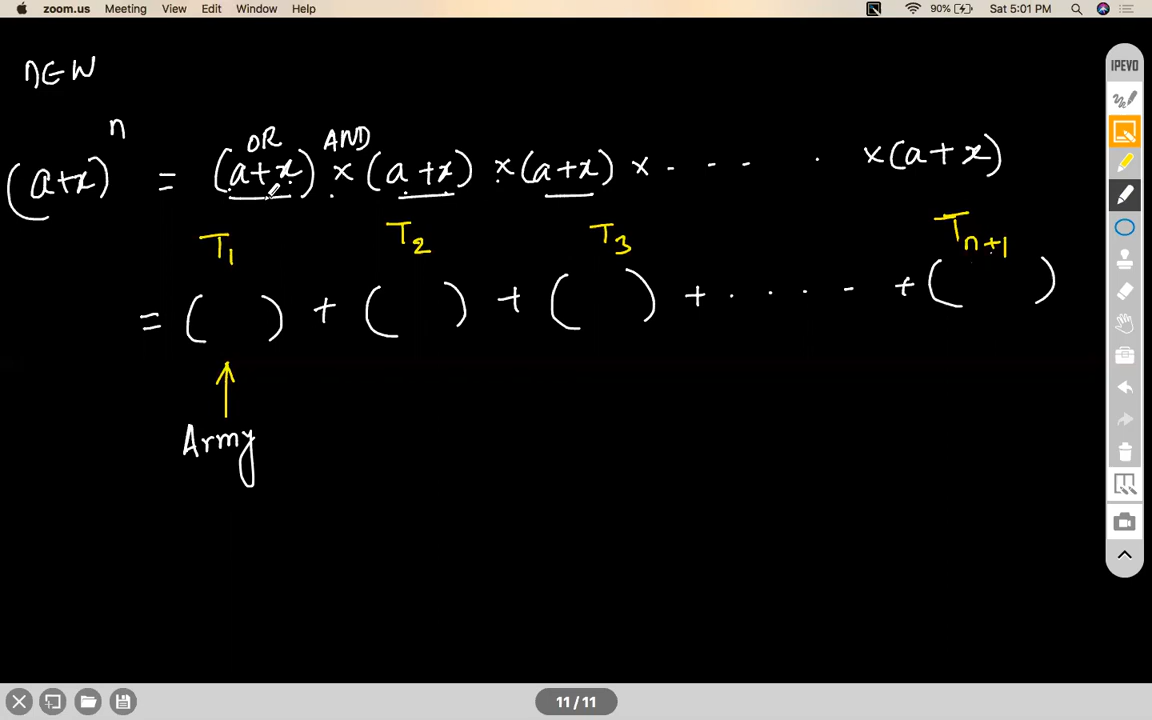 zoom.us Meeting View Edit Window Help 90% Sat 5:01 PM
IPEVO
NEW
(a+x)^n = (a+x) × (a+x) × (a+x) × - - - . × (a+x)
OR AND
T₁ T₂ T₃ Tₙ₊₁
= ( ) + ( ) + ( ) + . . . - + ( )
Army
11/11